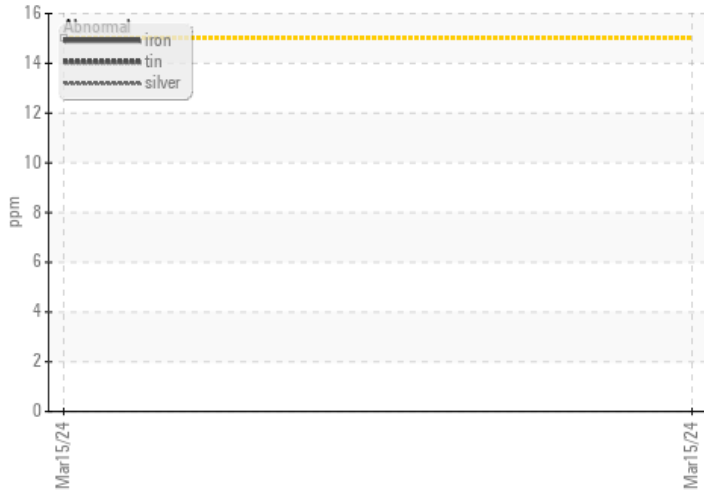 16
Abnormal
iron
14
tin
silver
12
10
ppm
8
6
4
2
0
Mar15/24
Mar15/24